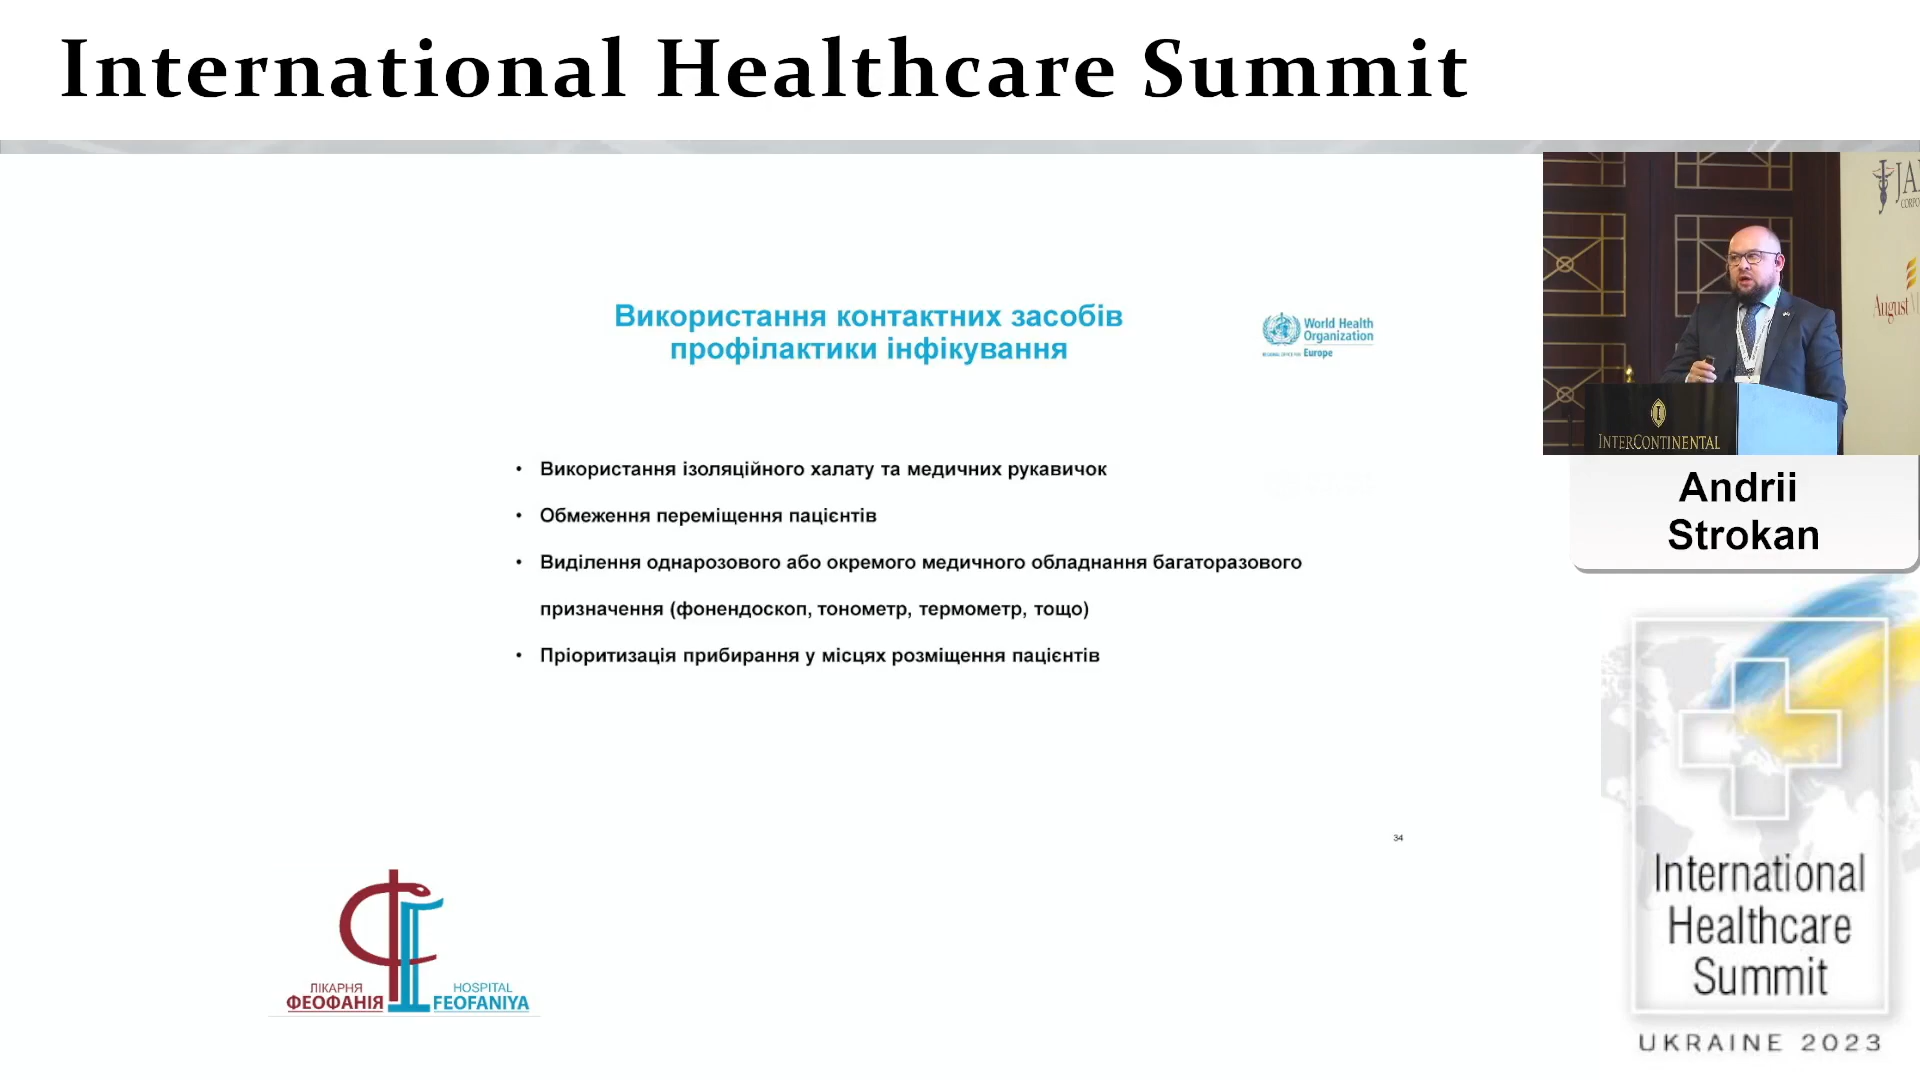 International Healthcare Summit
Використання контактних засобів
профілактики інфікування
World Health
Organization
Europe
• Використання ізоляційного халату та медичних рукавичок
• Обмеження переміщення пацієнтів
• Виділення однарозового або окремого медичного обладнання багаторазового
призначення (фонендоскоп, тонометр, термометр, тощо)
• Пріоритизація прибирання у місцях розміщення пацієнтів
34
ЛІКАРНЯ
ФЕОФАНІЯ
HOSPITAL
FEOFANIYA
August
INTERCONTINENTAL
Andrii
Strokan
International
Healthcare
Summit
UKRAINE 2023